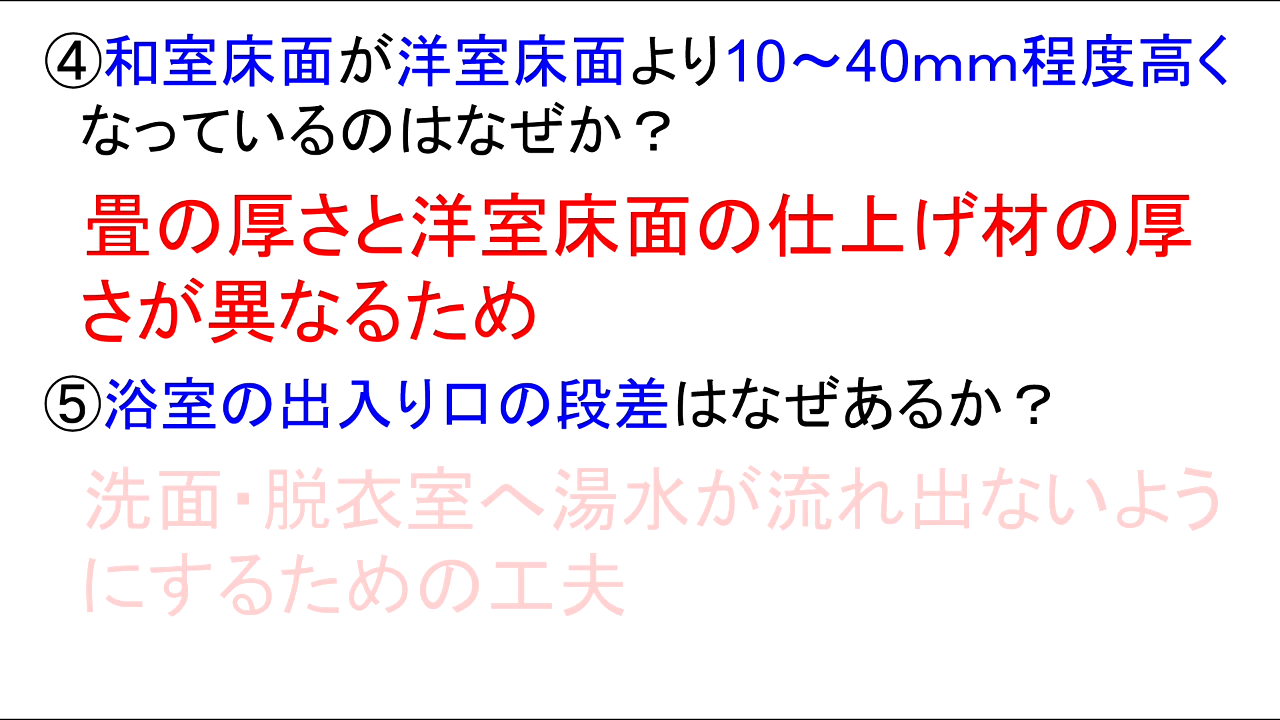 ④和室床面が洋室床面より10～40mm程度高く
なっているのはなぜか？
畳の厚さと洋室床面の仕上げ材の厚
さが異なるため
⑤浴室の出入り口の段差はなぜあるか？
洗面・脱衣室へ湯水が流れ出ないよう
にするための工夫